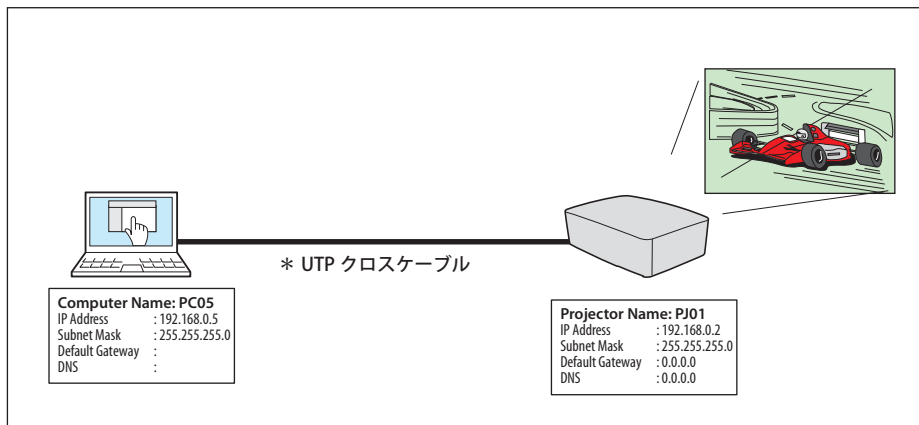 * UTP クロスケーブル
Computer Name: PC05
IP Address : 192.168.0.5
Subnet Mask : 255.255.255.0
Default Gateway :
DNS :
Projector Name: PJ01
IP Address : 192.168.0.2
Subnet Mask : 255.255.255.0
Default Gateway : 0.0.0.0
DNS : 0.0.0.0